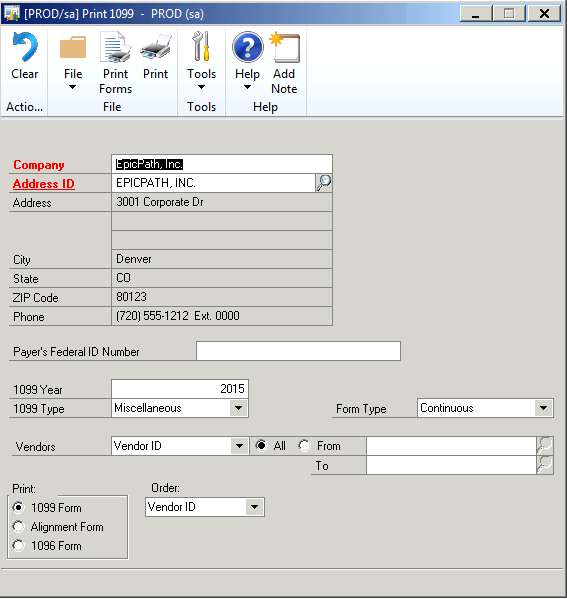 [PROD/sa] Print 1099  -  PROD (sa)
Clear File Print Forms Print Tools Help Add Note
Actio... File Tools Help
Company EpicPath, Inc.
Address ID EPICPATH, INC.
Address 3001 Corporate Dr
City Denver
State CO
ZIP Code 80123
Phone (720) 555-1212  Ext. 0000
Payer's Federal ID Number
1099 Year 2015
1099 Type Miscellaneous Form Type Continuous
Vendors Vendor ID All From
To
Print: Order:
1099 Form Vendor ID
Alignment Form
1096 Form